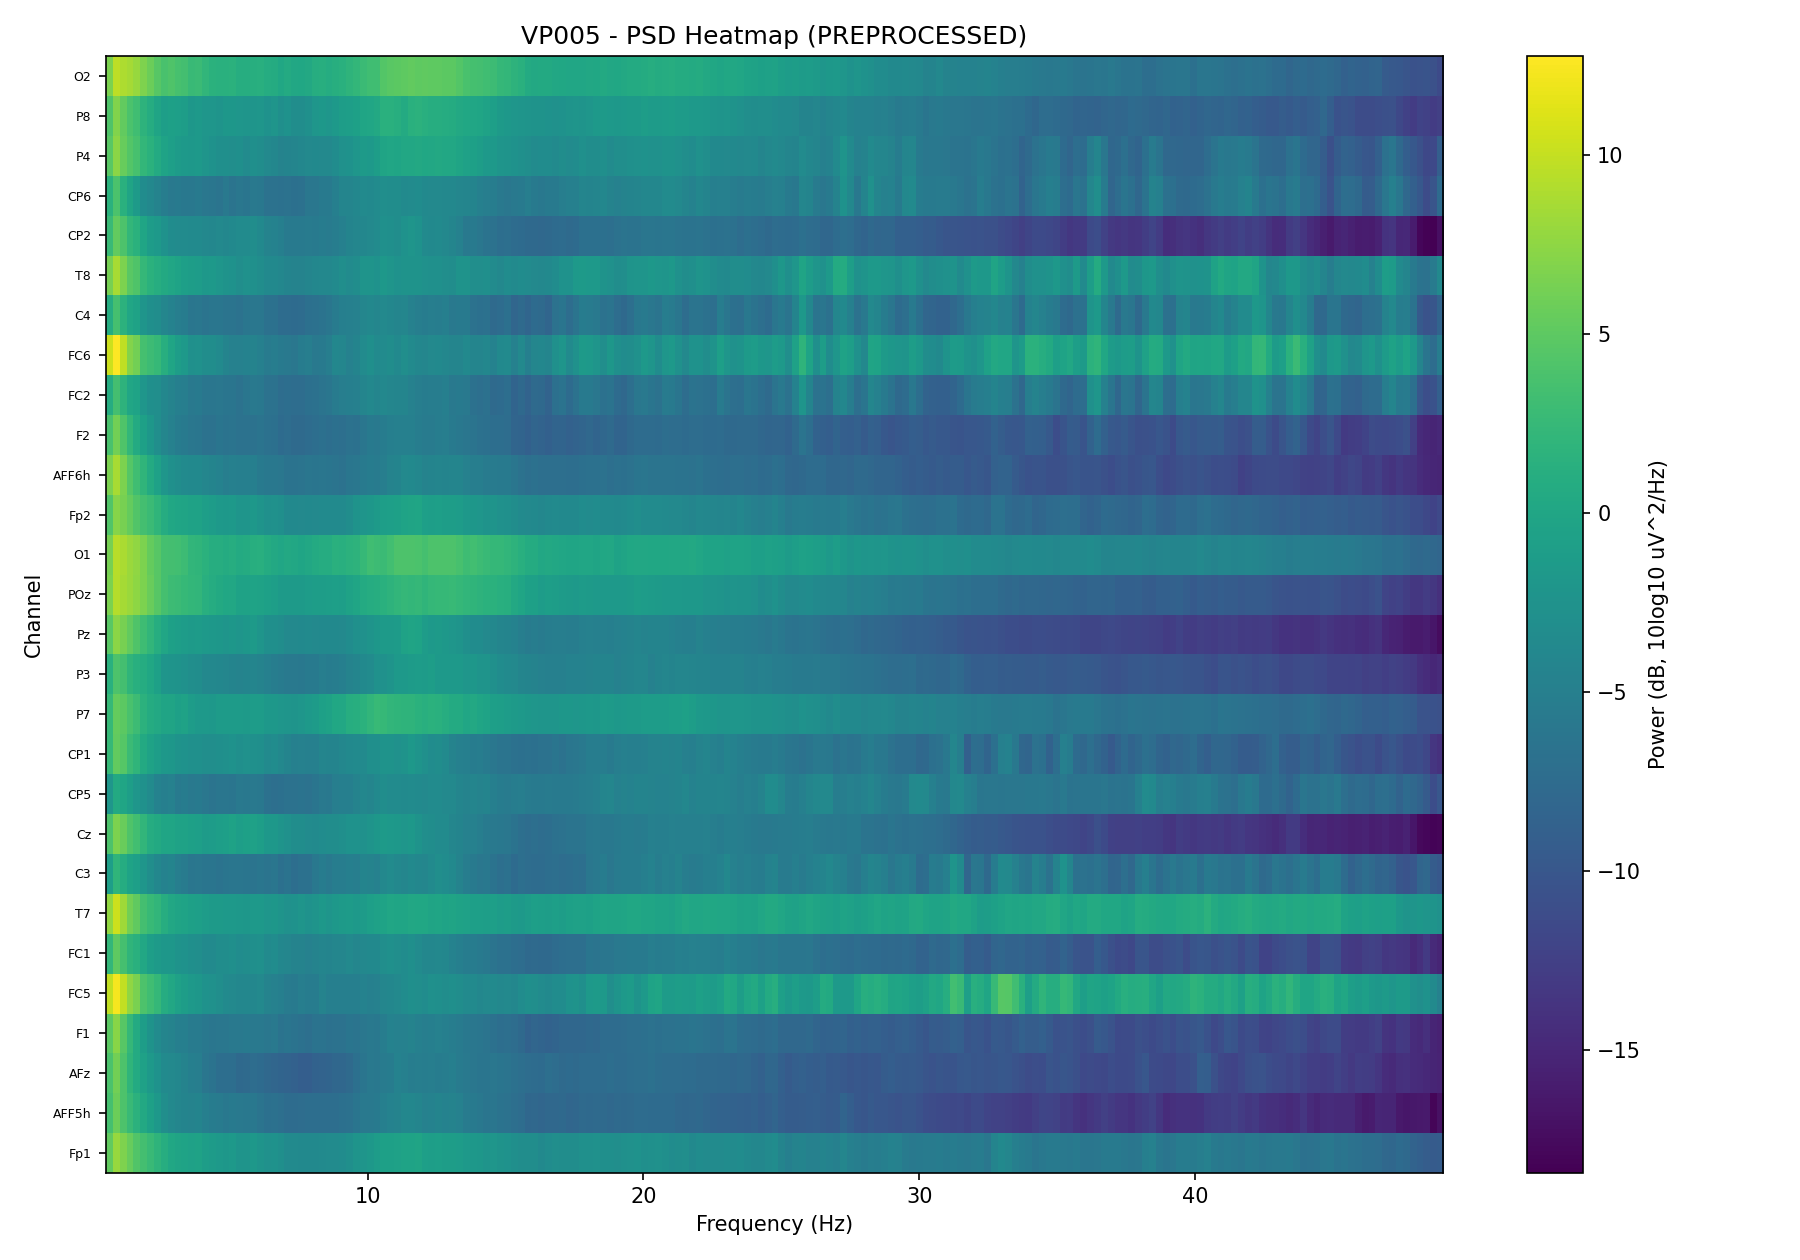 VP005 - PSD Heatmap (PREPROCESSED)
O2
P8
P4
CP6
CP2
T8
C4
FC6
FC2
F2
AFF6h
Fp2
O1
POz
Pz
P3
P7
CP1
CP5
Cz
C3
T7
FC1
FC5
F1
AFz
AFF5h
Fp1
Channel
10
20
30
40
Frequency (Hz)
10
5
0
−5
−10
−15
Power (dB, 10log10 uV^2/Hz)